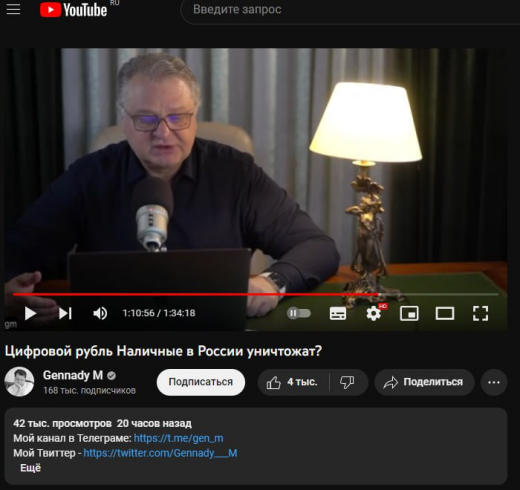 YouTube RU
Введите запрос
1:10:56 / 1:34:18
HD
gm
Цифровой рубль Наличные в России уничтожат?
Gennady M
168 тыс. подписчиков
Подписаться
4 тыс.
Поделиться
42 тыс. просмотров 20 часов назад
Мой канал в Телеграме: https://t.me/gen_m
Мой Твиттер - https://twitter.com/Gennady___M
Ещё